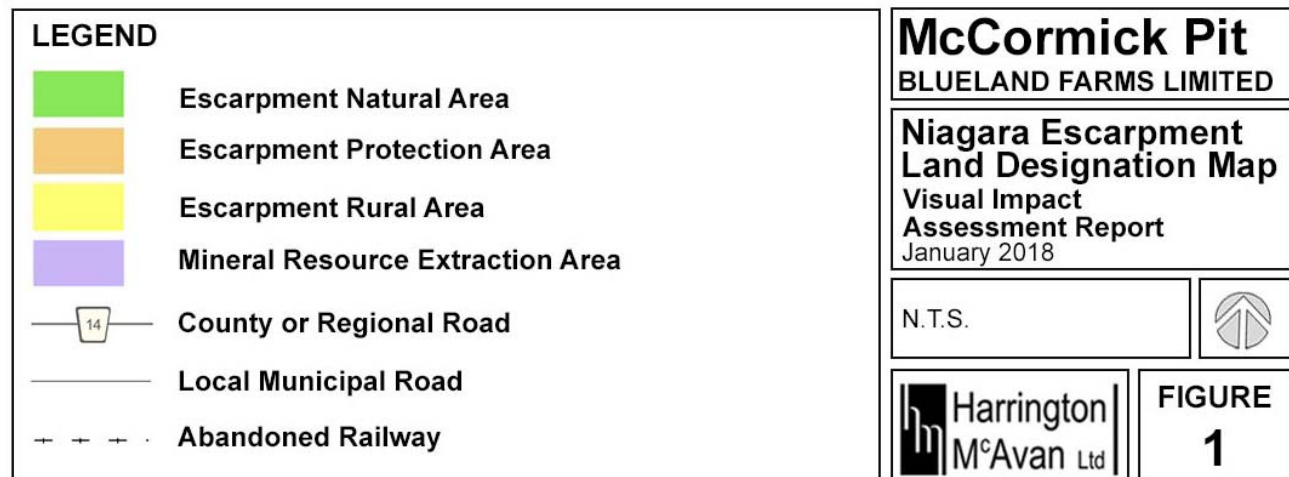 LEGEND
Escarpment Natural Area
Escarpment Protection Area
Escarpment Rural Area
Mineral Resource Extraction Area
14
County or Regional Road
Local Municipal Road
Abandoned Railway
McCormick Pit
BLUELAND FARMS LIMITED
Niagara Escarpment
Land Designation Map
Visual Impact
Assessment Report
January 2018
N.T.S.
hm
Harrington
McAvan Ltd
FIGURE
1